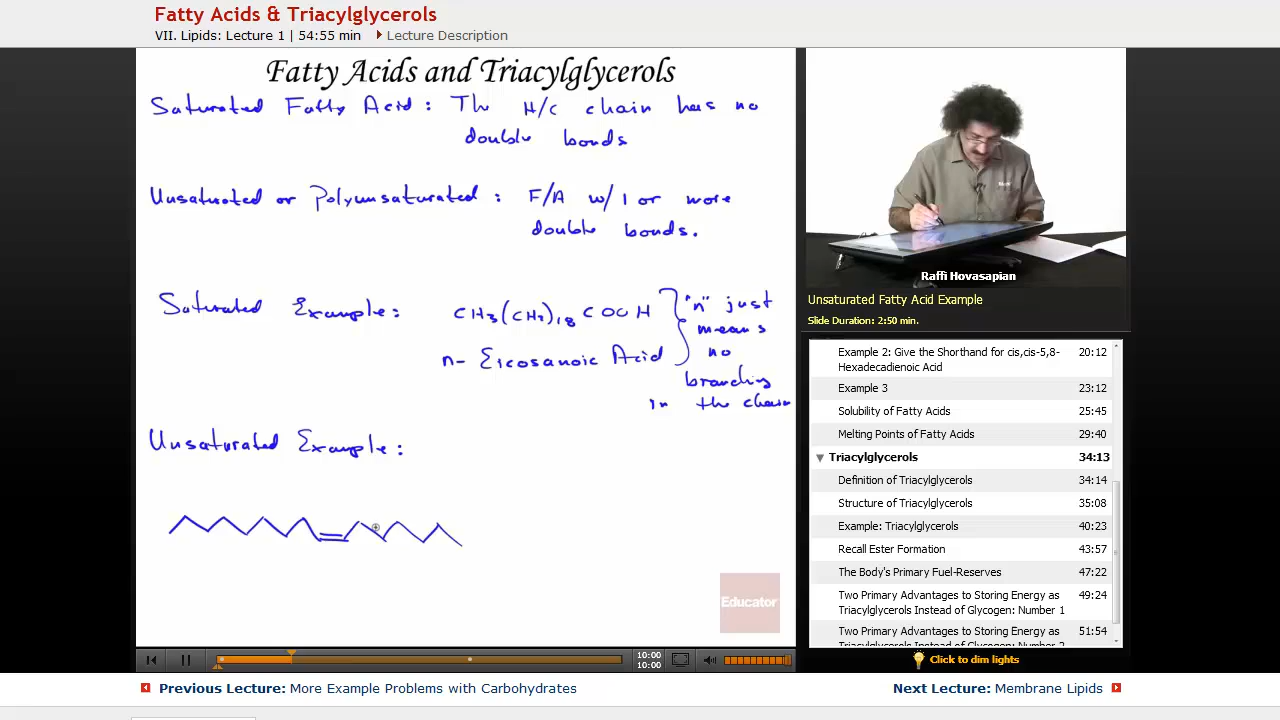 Fatty Acids & Triacylglycerols
VII. Lipids: Lecture 1 | 54:55 min
Lecture Description
Fatty Acids and Triacylglycerols
Saturated Fatty Acid : The H/C chain has no
double bonds
Unsaturated or Polyunsaturated : F/A w/ 1 or more
double bonds.
Saturated Example: CH3(CH2)18COOH
n- Eicosanoic Acid
"n" just
means
no
branching
in the chain
Unsaturated Example:
Educator
Raffi Hovasapian
Unsaturated Fatty Acid Example
Slide Duration: 2:50 min.
Example 2: Give the Shorthand for cis,cis-5,8- 20:12
Hexadecadienoic Acid
Example 3 23:12
Solubility of Fatty Acids 25:45
Melting Points of Fatty Acids 29:40
Triacylglycerols 34:13
Definition of Triacylglycerols 34:14
Structure of Triacylglycerols 35:08
Example: Triacylglycerols 40:23
Recall Ester Formation 43:57
The Body's Primary Fuel-Reserves 47:22
Two Primary Advantages to Storing Energy as 49:24
Triacylglycerols Instead of Glycogen: Number 1
Two Primary Advantages to Storing Energy as 51:54
Triacylglycerols Instead of Glycogen: Number 2
10:00
10:00
Click to dim lights
Previous Lecture: More Example Problems with Carbohydrates
Next Lecture: Membrane Lipids